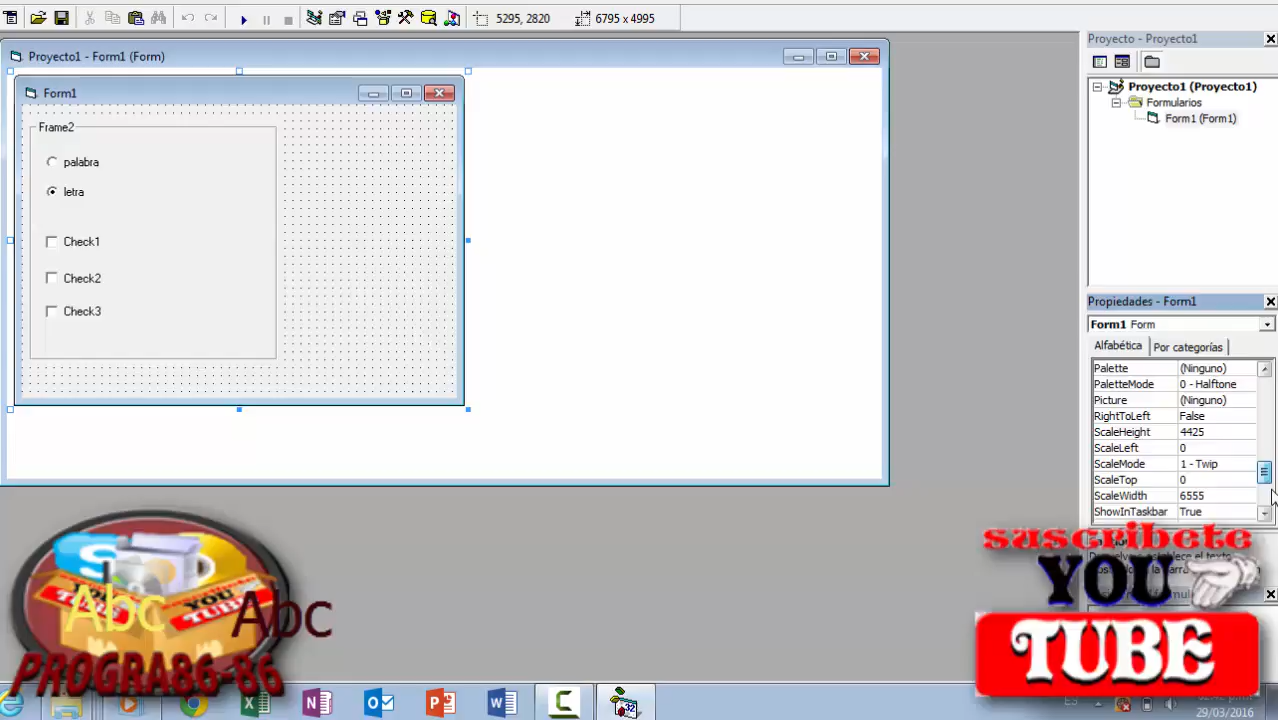 5295, 2820
6795 x 4995
Proyecto1 - Form1 (Form)
Form1
Frame2
palabra
letra
Check1
Check2
Check3
Proyecto - Proyecto1
Proyecto1 (Proyecto1)
Formularios
Form1 (Form1)
Propiedades - Form1
Form1 Form
Alfabética
Por categorías
Palette (Ninguno)
PaletteMode 0 - Halftone
Picture (Ninguno)
RightToLeft False
ScaleHeight 4425
ScaleLeft 0
ScaleMode 1 - Twip
ScaleTop 0
ScaleWidth 6555
ShowInTaskbar True
suscribete
YOU
TUBE
Abc
Abc
PROGRA86-86
ES
29/03/2016